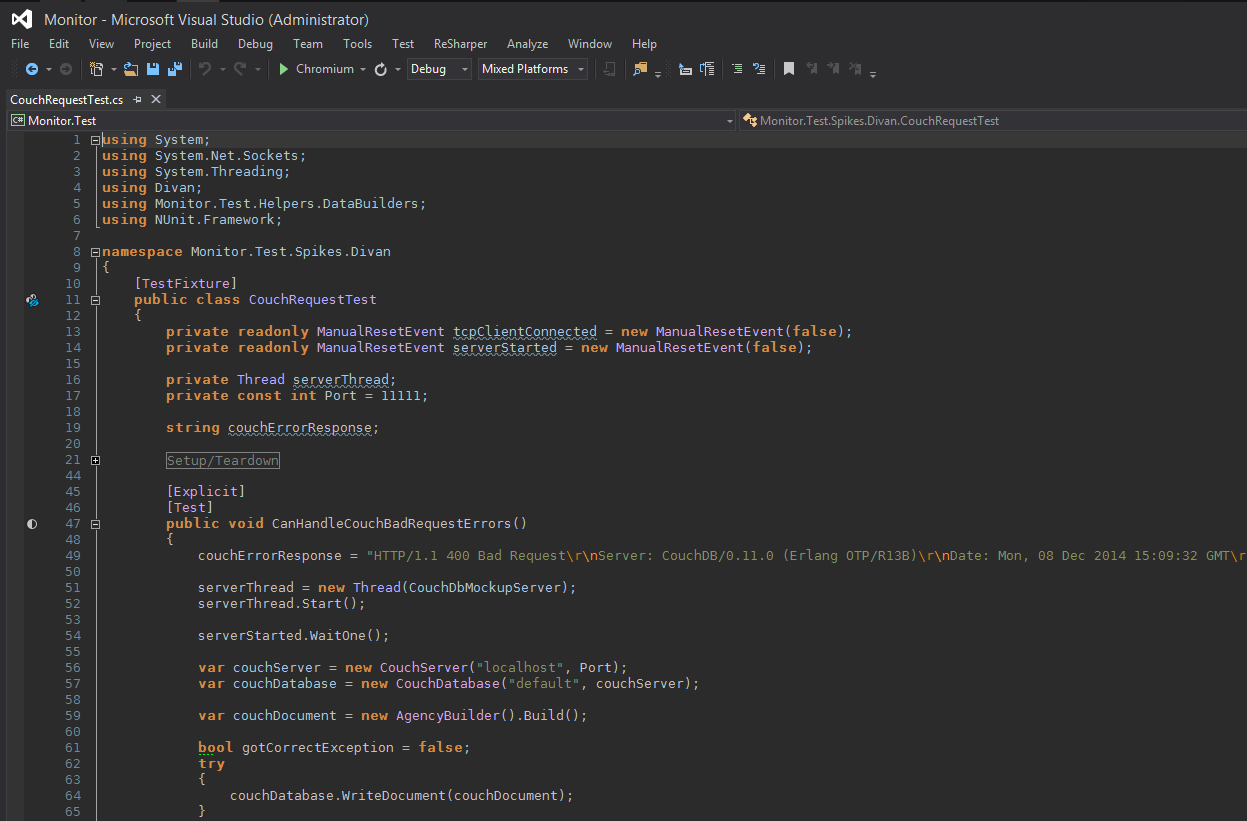 Monitor - Microsoft Visual Studio (Administrator)
File Edit View Project Build Debug Team Tools Test ReSharper Analyze Window Help
Chromium Debug Mixed Platforms
CouchRequestTest.cs
C# Monitor.Test Monitor.Test.Spikes.Divan.CouchRequestTest
1 using System;
2 using System.Net.Sockets;
3 using System.Threading;
4 using Divan;
5 using Monitor.Test.Helpers.DataBuilders;
6 using NUnit.Framework;
7
8 namespace Monitor.Test.Spikes.Divan
9 {
10 [TestFixture]
11 public class CouchRequestTest
12 {
13 private readonly ManualResetEvent tcpClientConnected = new ManualResetEvent(false);
14 private readonly ManualResetEvent serverStarted = new ManualResetEvent(false);
15
16 private Thread serverThread;
17 private const int Port = 11111;
18
19 string couchErrorResponse;
20
21 Setup/Teardown
44
45 [Explicit]
46 [Test]
47 public void CanHandleCouchBadRequestErrors()
48 {
49 couchErrorResponse = "HTTP/1.1 400 Bad Request\r\nServer: CouchDB/0.11.0 (Erlang OTP/R13B)\r\nDate: Mon, 08 Dec 2014 15:09:32 GMT\r
50
51 serverThread = new Thread(CouchDbMockupServer);
52 serverThread.Start();
53
54 serverStarted.WaitOne();
55
56 var couchServer = new CouchServer("localhost", Port);
57 var couchDatabase = new CouchDatabase("default", couchServer);
58
59 var couchDocument = new AgencyBuilder().Build();
60
61 bool gotCorrectException = false;
62 try
63 {
64 couchDatabase.WriteDocument(couchDocument);
65 }